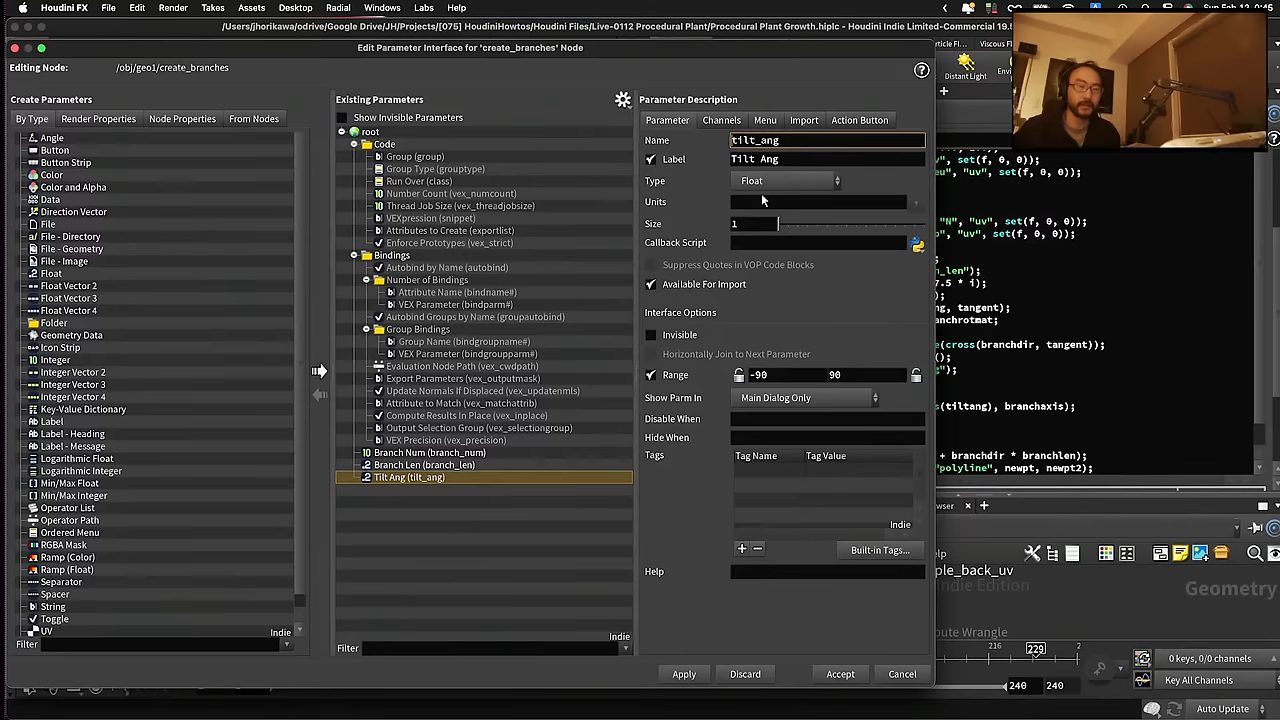 Houdini FX File Edit Render Takes Assets Desktop Radial Windows Labs Help
Sun Feb 12 0:45
/Users/jhorikawa/odrive/Google Drive/JH/Projects/[075] HoudiniHowtos/Houdini Files/Live-0112 Procedural Plant/Procedural Plant Growth.hiplc - Houdini Indie Limited-Commercial 19.
Edit Parameter Interface for 'create_branches' Node
Viscous Fl...
Distant Light
Editing Node: /obj/geo1/create_branches
Create Parameters
By Type Render Properties Node Properties From Nodes
Angle
Button
Button Strip
Color
Color and Alpha
Data
Direction Vector
File
File - Directory
File - Geometry
File - Image
Float
Float Vector 2
Float Vector 3
Float Vector 4
Folder
Geometry Data
Icon Strip
Integer
Integer Vector 2
Integer Vector 3
Integer Vector 4
Key-Value Dictionary
Label
Label - Heading
Label - Message
Logarithmic Float
Logarithmic Integer
Min/Max Float
Min/Max Integer
Operator List
Operator Path
Ordered Menu
RGBA Mask
Ramp (Color)
Ramp (Float)
Separator
Spacer
String
Toggle
UV
Indie
Filter
Existing Parameters
Show Invisible Parameters
root
Code
Group (group)
Group Type (grouptype)
Run Over (class)
Number Count (vex_numcount)
Thread Job Size (vex_threadjobsize)
VEXpression (snippet)
Attributes to Create (exportlist)
Enforce Prototypes (vex_strict)
Bindings
Autobind by Name (autobind)
Number of Bindings
Attribute Name (bindname#)
VEX Parameter (bindparm#)
Autobind Groups by Name (groupautobind)
Group Bindings
Group Name (bindgroupname#)
VEX Parameter (bindgroupparm#)
Evaluation Node Path (vex_cwdpath)
Export Parameters (vex_outputmask)
Update Normals If Displaced (vex_updatenmls)
Attribute to Match (vex_matchattrib)
Compute Results In Place (vex_inplace)
Output Selection Group (vex_selectiongroup)
VEX Precision (vex_precision)
Branch Num (branch_num)
Branch Len (branch_len)
Tilt Ang (tilt_ang)
Indie
Filter
Parameter Description
Parameter Channels Menu Import Action Button
Name tilt_ang
Label Tilt Ang
Type Float
Units
Size 1
Callback Script
Suppress Quotes in VOP Code Blocks
Available For Import
Interface Options
Invisible
Horizontally Join to Next Parameter
Range -90 90
Show Parm In Main Dialog Only
Disable When
Hide When
Tags Tag Name Tag Value
Indie
Built-in Tags...
Help
Apply Discard Accept Cancel
"uv", set(f, 0, 0));
"N", "uv", set(f, 0, 0));
"uv", set(f, 0, 0));
7.5 * i);
, tangent);
anchrotmat;
(cross(branchdir, tangent));
();
(tiltang), branchaxis);
+ branchdir * branchlen);
"polyline", newpt, newpt2);
ple_back_uv
Indie Edition
Geometry
ute Wrangle
216 229
240 240
0 keys, 0/0 channels
Key All Channels
Auto Update